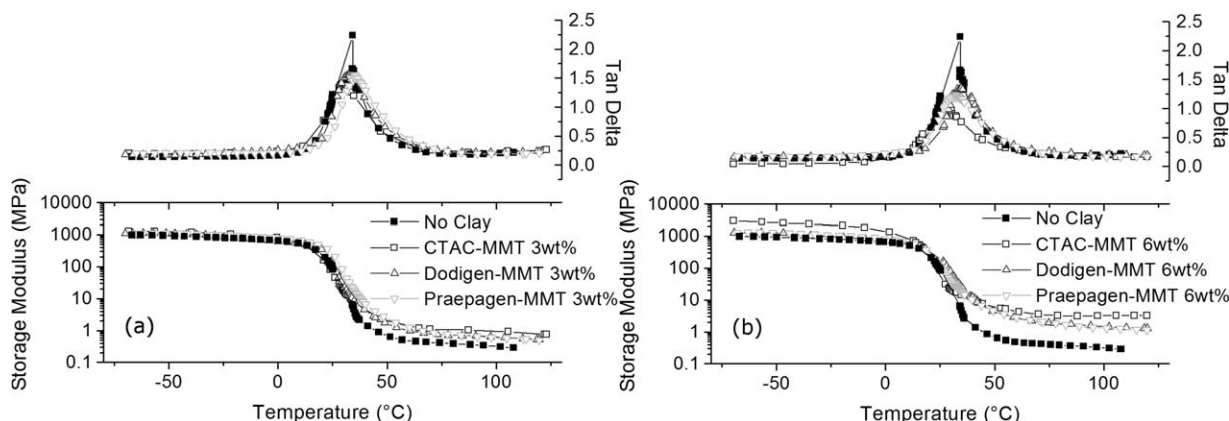 2.5
2.0
1.5
1.0
0.5
0.0
Tan Delta
10000
1000
100
10
1
0.1
Storage Modulus (MPa)
No Clay
CTAC-MMT 3wt%
Dodigen-MMT 3wt%
Praepagen-MMT 3wt%
(a)
-50 0 50 100
Temperature (°C)
2.5
2.0
1.5
1.0
0.5
0.0
Tan Delta
10000
1000
100
10
1
0.1
Storage Modulus (MPa)
No Clay
CTAC-MMT 6wt%
Dodigen-MMT 6wt%
Praepagen-MMT 6wt%
(b)
-50 0 50 100
Temperature (°C)